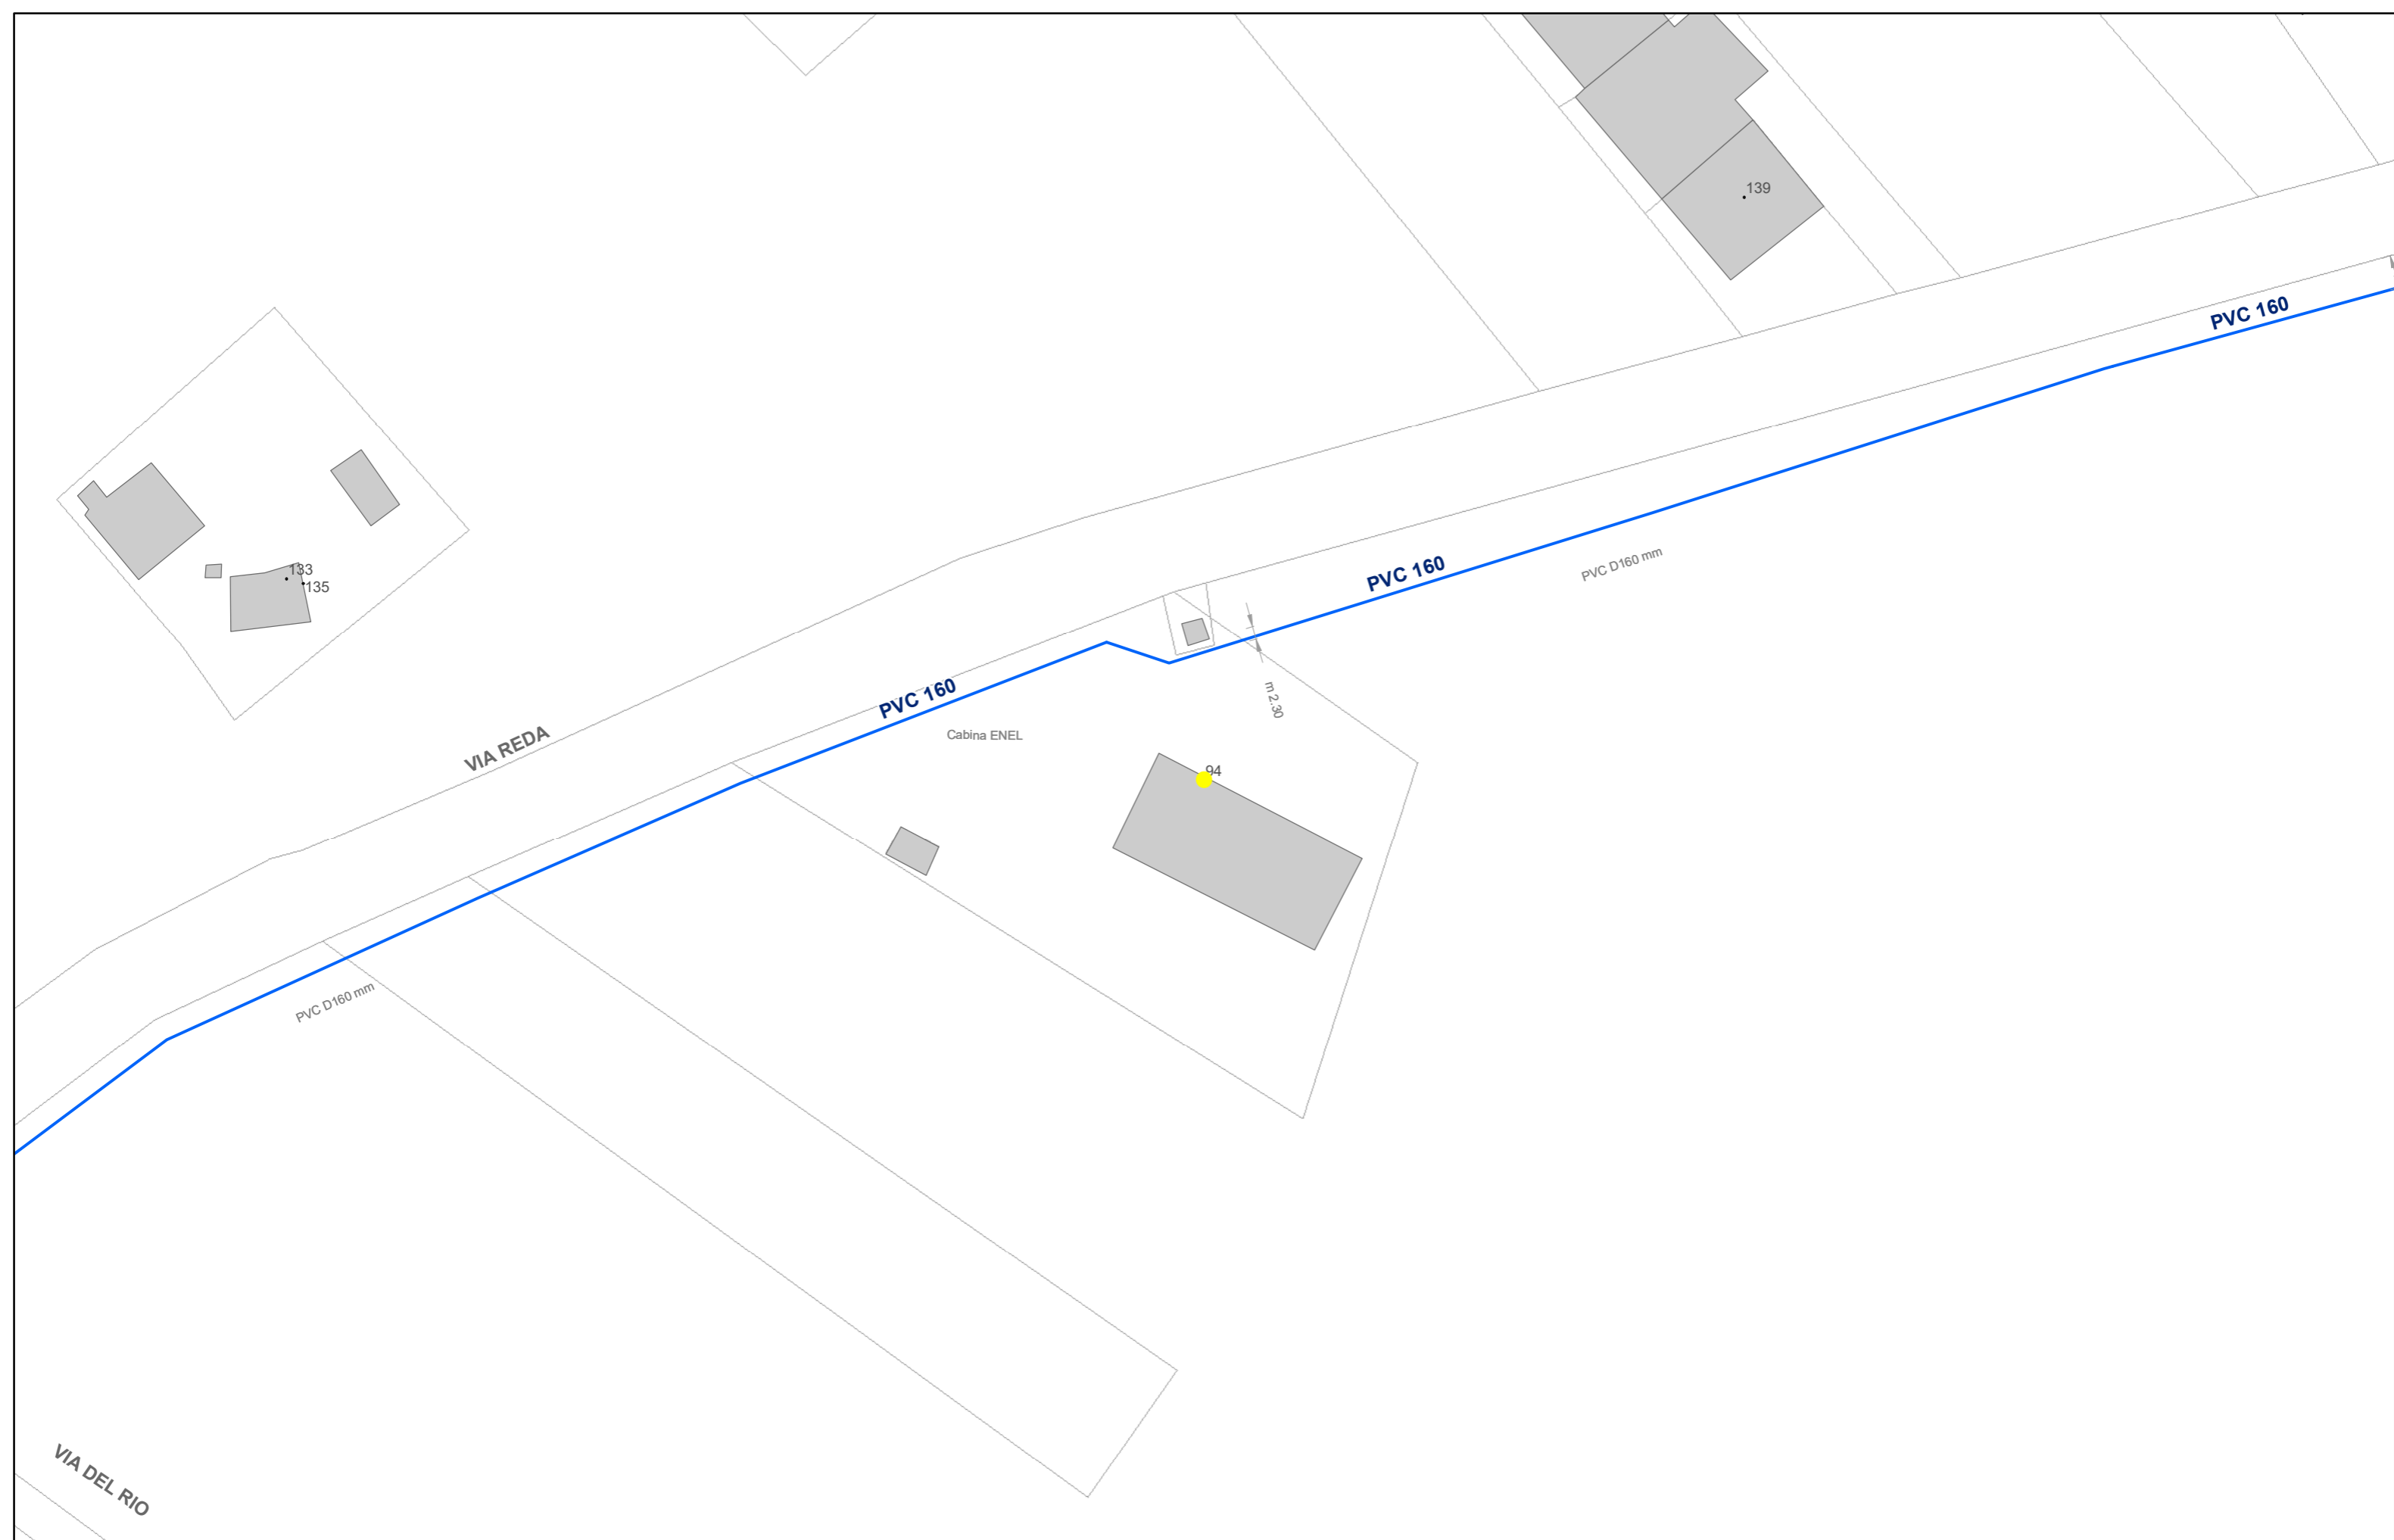 139
PVC 160
PVC 160
PVC D160 mm
133
135
PVC 160
m 2.30
VIA REDA
Cabina ENEL
94
PVC D160 mm
VIA DEL RIO